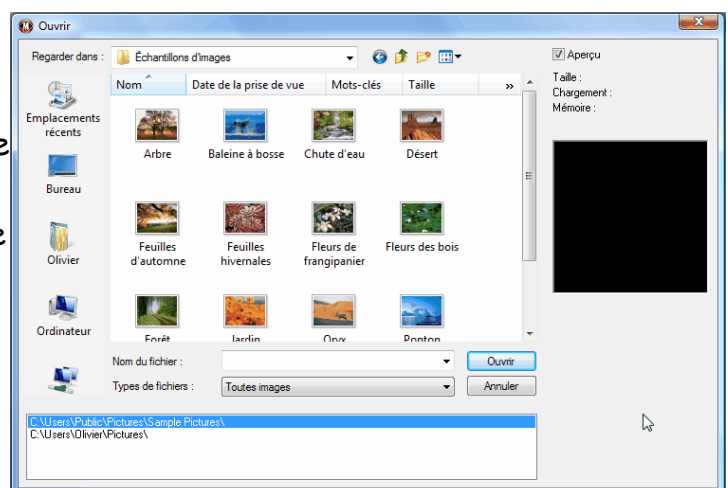 Ouvrir
Regarder dans :
Échantillons d'images
Aperçu
Taille :
Chargement :
Mémoire :
Nom
Date de la prise de vue
Mots-clés
Taille
»
Emplacements
récents
Bureau
Olivier
Ordinateur
Arbre
Baleine à bosse
Chute d'eau
Désert
Feuilles
d'automne
Feuilles
hivernales
Fleurs de
frangipanier
Fleurs des bois
Forêt
Jardin
Oryx
Ponton
Nom du fichier :
Ouvrir
Types de fichiers :
Toutes images
Annuler
C:\Users\Public\Pictures\Sample Pictures\
C:\Users\Olivier\Pictures\
e
e